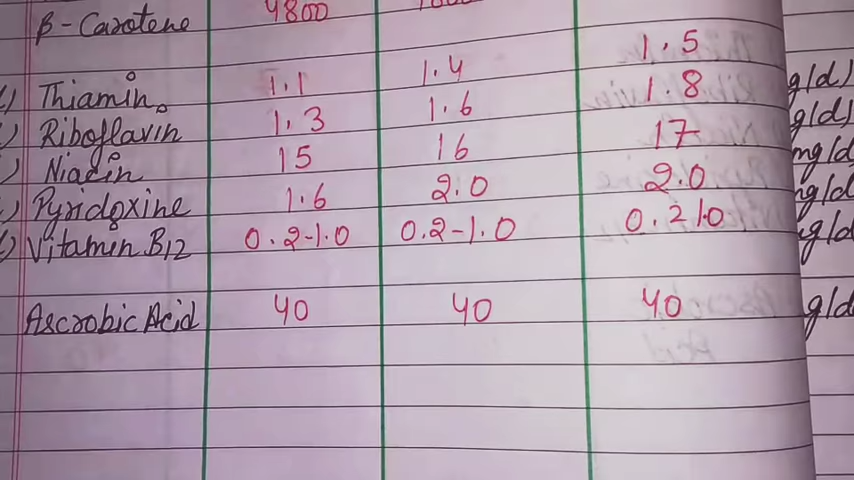 β-Carotene 4800
Thiamin 1.1 1.4 1.5 g/d)
Riboflavin 1.3 1.6 1.8 g/d)
Niacin 15 16 17 mg/d
Pyridoxine 1.6 2.0 2.0 g/d
Vitamin B12 0.2-1.0 0.2-1.0 0.2 1.0 g/d
Ascrobic Acid 40 40 40 g/d